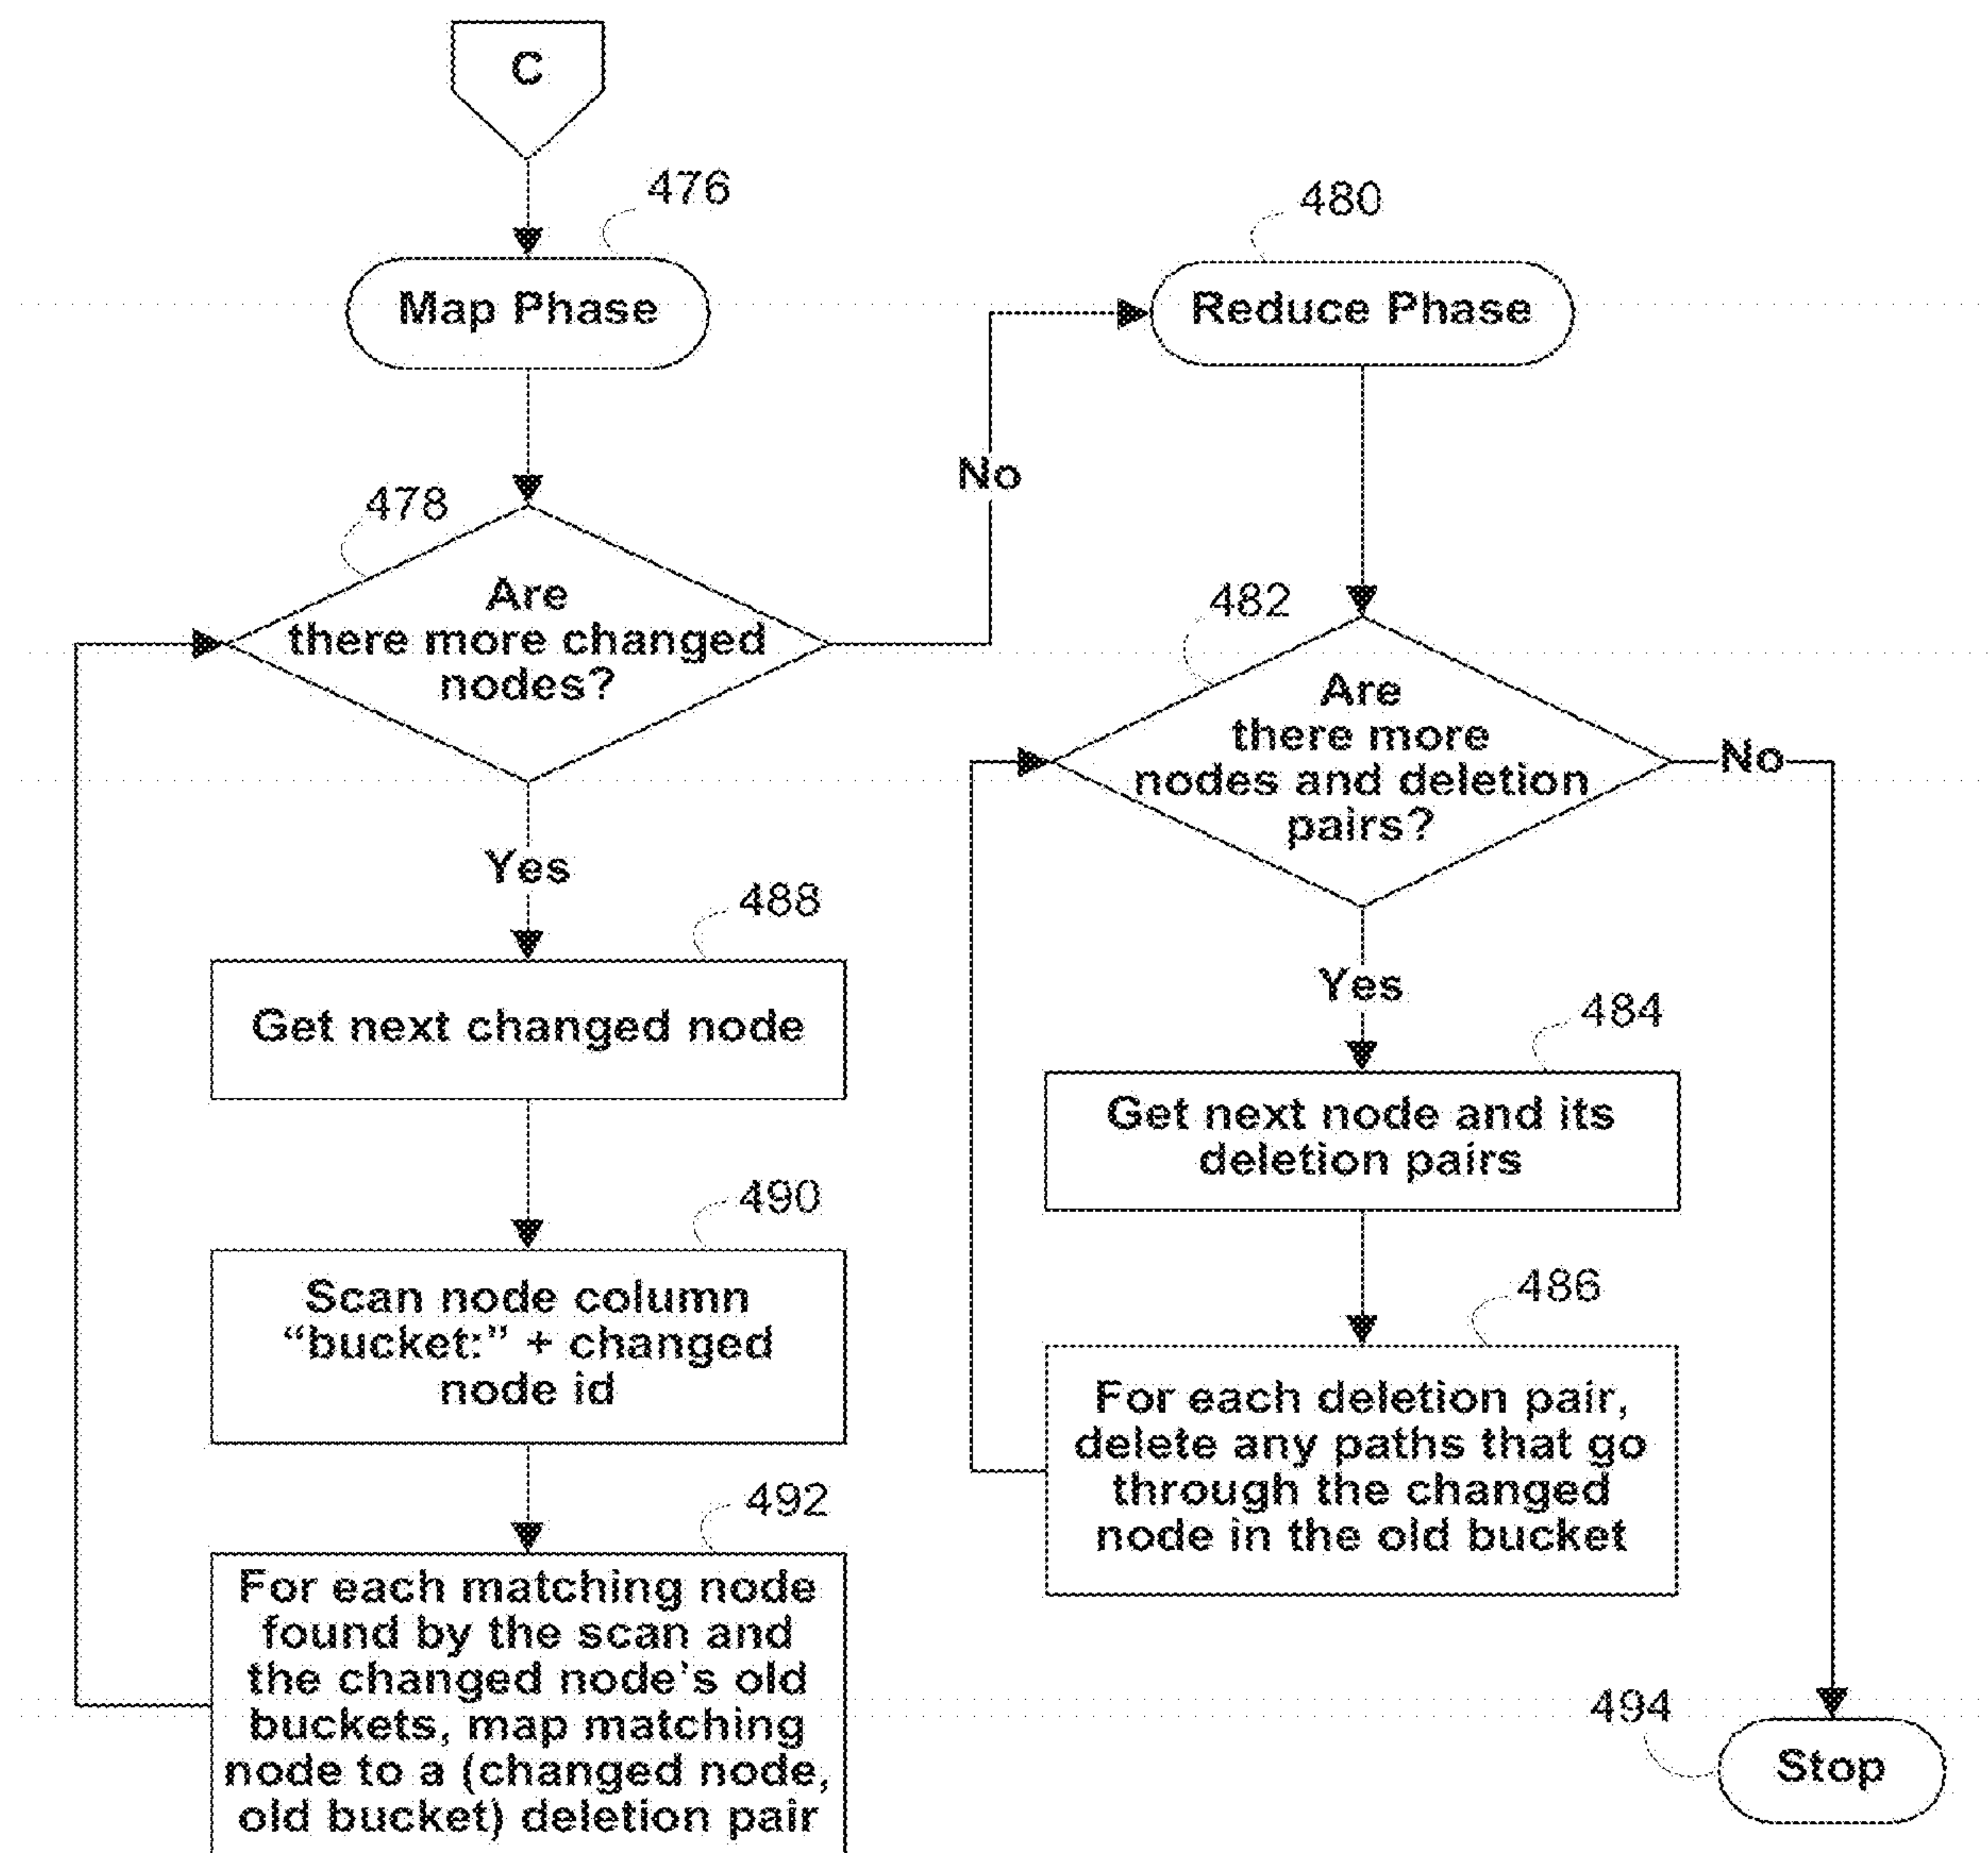 C
476
Map Phase
478
Are
there more changed
nodes?
No
Yes
488
Get next changed node
490
Scan node column
“bucket:” + changed
node id
492
For each matching node
found by the scan and
the changed node’s old
buckets, map matching
node to a (changed node,
old bucket) deletion pair
480
Reduce Phase
482
Are
there more
nodes and deletion
pairs?
No
Yes
484
Get next node and its
deletion pairs
486
For each deletion pair,
delete any paths that go
through the changed
node in the old bucket
494
Stop